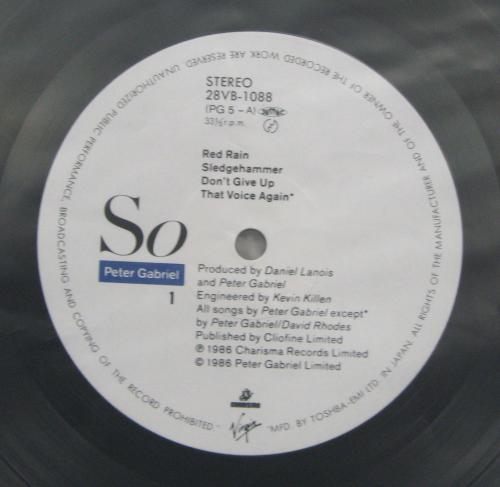 STEREO
28VB-1088
(PG 5 - A)
33⅓ r.p.m.
Red Rain
Sledgehammer
Don't Give Up
That Voice Again*
So
Peter Gabriel
1
Produced by Daniel Lanois
and Peter Gabriel
Engineered by Kevin Killen
All songs by Peter Gabriel except*
by Peter Gabriel/David Rhodes
Published by Cliofine Limited
℗ 1986 Charisma Records Limited
© 1986 Peter Gabriel Limited
Virgin
"MFD. BY TOSHBA-EMI LTD. IN JAPAN. ALL RIGHTS OF THE MANUFACTURER AND OF THE OWNER OF THE RECORDED WORK ARE RESERVED. UNAUTHORIZED PUBLIC PERFORMANCE, BROADCASTING AND COPYING OF THE RECORD PROHIBITED."